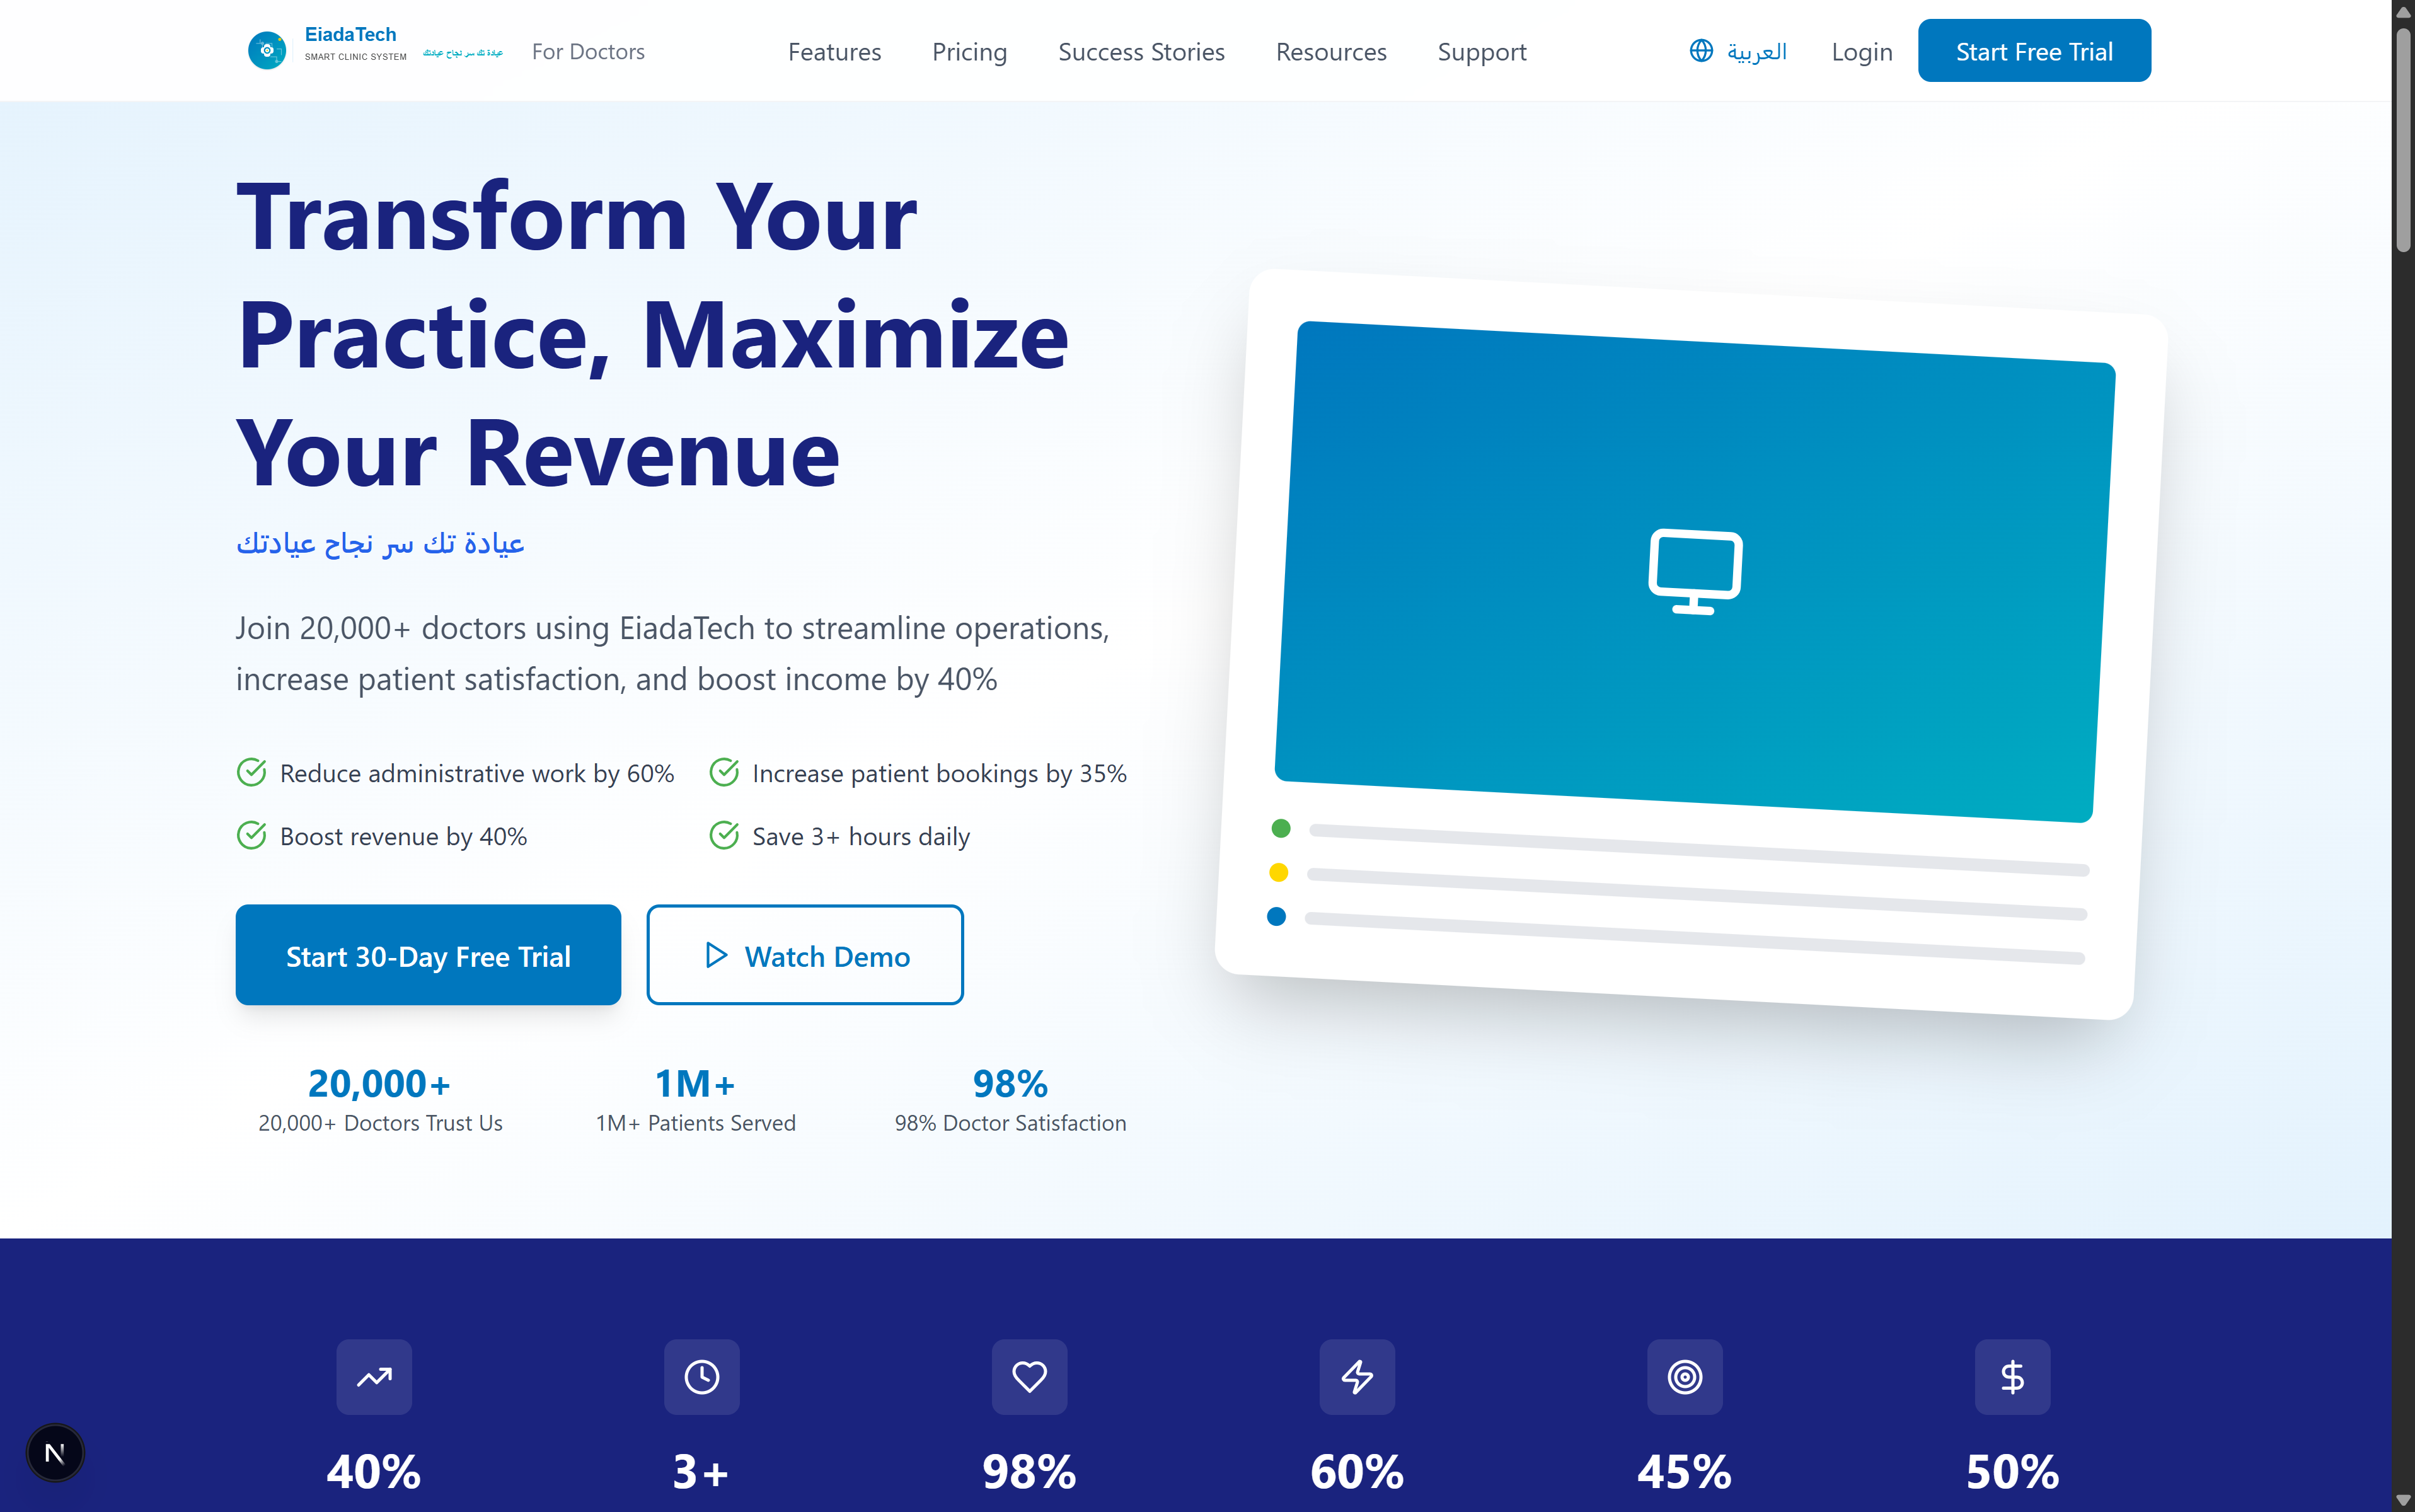 EiadaTech
SMART CLINIC SYSTEM
عيادة تك سر نجاح عيادتك
For Doctors
Features
Pricing
Success Stories
Resources
Support
العربية
Login
Start Free Trial
Transform Your
Practice, Maximize
Your Revenue
عيادة تك سر نجاح عيادتك
Join 20,000+ doctors using EiadaTech to streamline operations,
increase patient satisfaction, and boost income by 40%
Reduce administrative work by 60%
Increase patient bookings by 35%
Boost revenue by 40%
Save 3+ hours daily
Start 30-Day Free Trial
Watch Demo
20,000+
20,000+ Doctors Trust Us
1M+
1M+ Patients Served
98%
98% Doctor Satisfaction
40%
3+
98%
60%
45%
50%
N